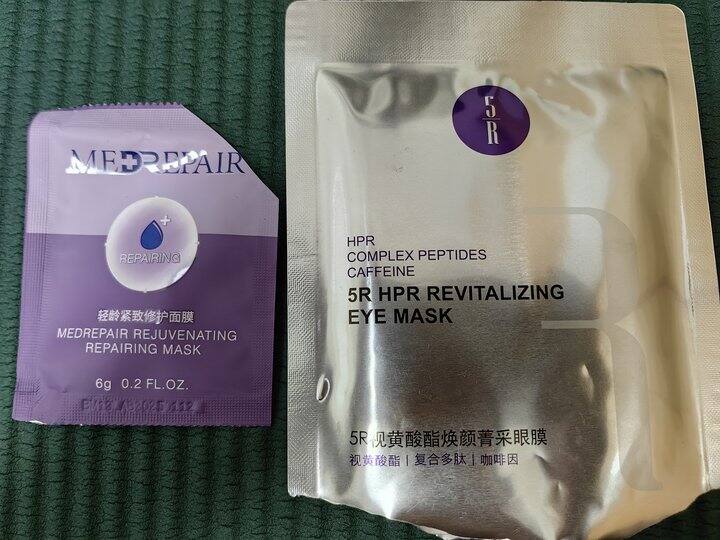 MEDREPAIR
REPAIRING
轻龄紧致修护面膜
MEDREPAIR REJUVENATING
REPAIRING MASK
6g 0.2 FL.OZ.
5
R
HPR
COMPLEX PEPTIDES
CAFFEINE
5R HPR REVITALIZING
EYE MASK
5R视黄酸酯焕颜菁采眼膜
视黄酸酯 | 复合多肽 | 咖啡因
R